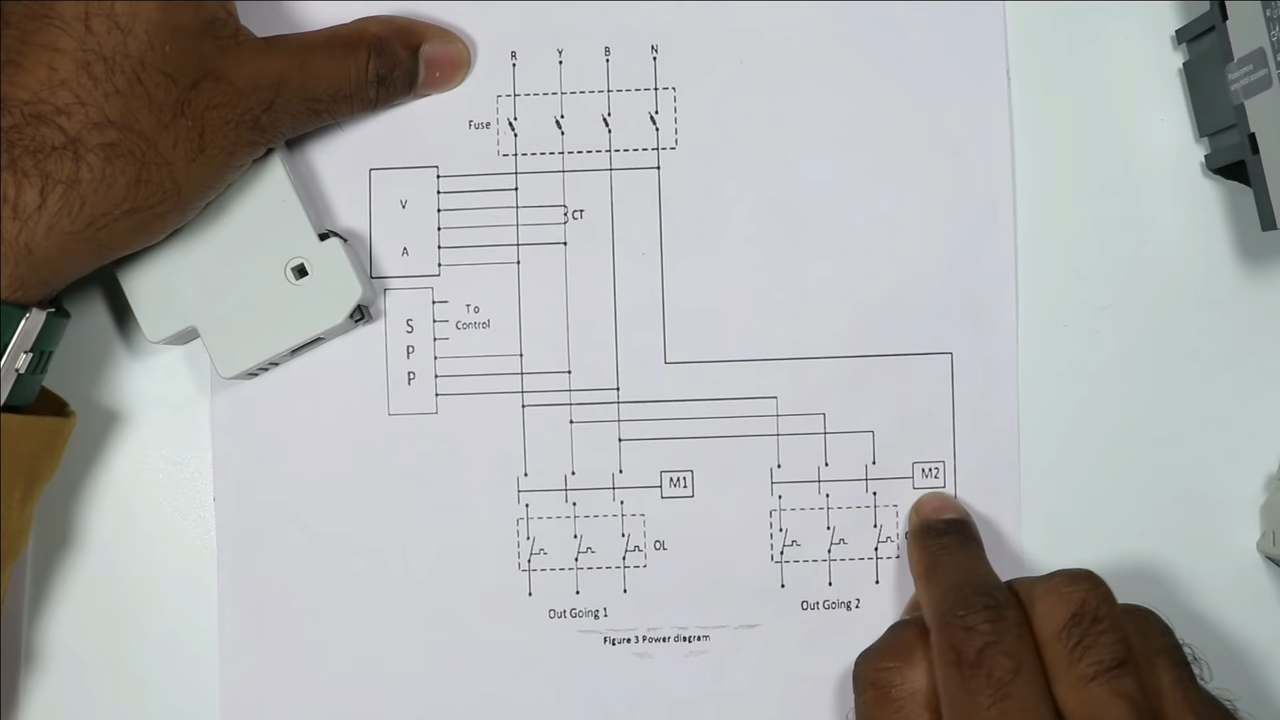 R Y B N
Fuse
V
CT
A
To
Control
S
P
P
M1
M2
OL
Out Going 1
Out Going 2
Figure 3 Power diagram